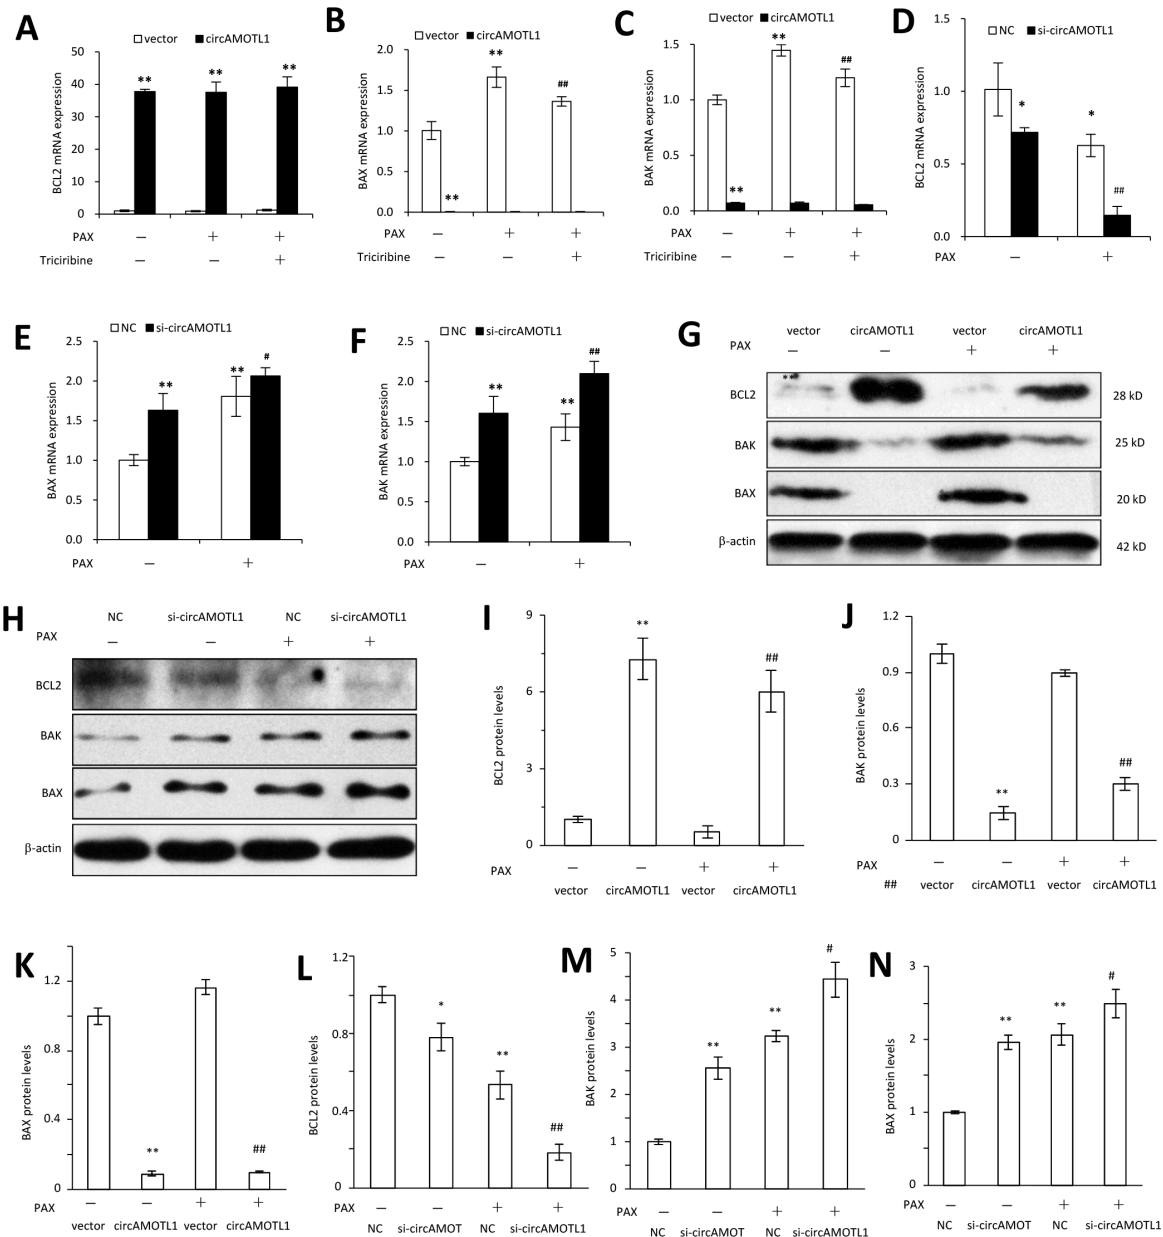 A
vector circAMOTL1
BCL2 mRNA expression
50
40
30
20
10
0
** ** **
PAX – + +
Triciribine – +
B
vector circAMOTL1
BAX mRNA expression
2.0
1.5
1.0
0.5
0.0
** ** ##
PAX – + +
Triciribine – +
C
vector circAMOTL1
BAK mRNA expression
1.5
1.0
0.5
0.0
** ** ##
PAX – + +
Triciribine – +
D
NC si-circAMOTL1
BCL2 mRNA expression
1.5
1.0
0.5
0.0
* * ##
PAX – +
E
NC si-circAMOTL1
BAX mRNA expression
2.5
2.0
1.5
1.0
0.5
0.0
** ** #
PAX – +
F
NC si-circAMOTL1
BAK mRNA expression
2.5
2.0
1.5
1.0
0.5
0.0
** ** ##
PAX – +
G
vector circAMOTL1 vector circAMOTL1
PAX – – + +
**
BCL2 28 kD
BAK 25 kD
BAX 20 kD
β-actin 42 kD
H
NC si-circAMOTL1 NC si-circAMOTL1
PAX – – + +
BCL2
BAK
BAX
β-actin
I
BCL2 protein levels
9
6
3
0
** ##
PAX – – + +
vector circAMOTL1 vector circAMOTL1
J
BAK protein levels
1.2
0.9
0.6
0.3
0
** ##
PAX – – + +
## vector circAMOTL1 vector circAMOTL1
K
BAX protein levels
1.2
0.8
0.4
0
** ##
PAX – – + +
vector circAMOTL1 vector circAMOTL1
L
BCL2 protein levels
1.2
0.8
0.4
0
* ** ##
PAX – – + +
NC si-circAMOT NC si-circAMOTL1
M
BAK protein levels
5
4
3
2
1
0
** ** #
PAX – – + +
NC si-circAMOT NC si-circAMOTL1
N
BAX protein levels
3
2
1
0
** ** #
PAX – – + +
NC si-circAMOT NC si-circAMOTL1